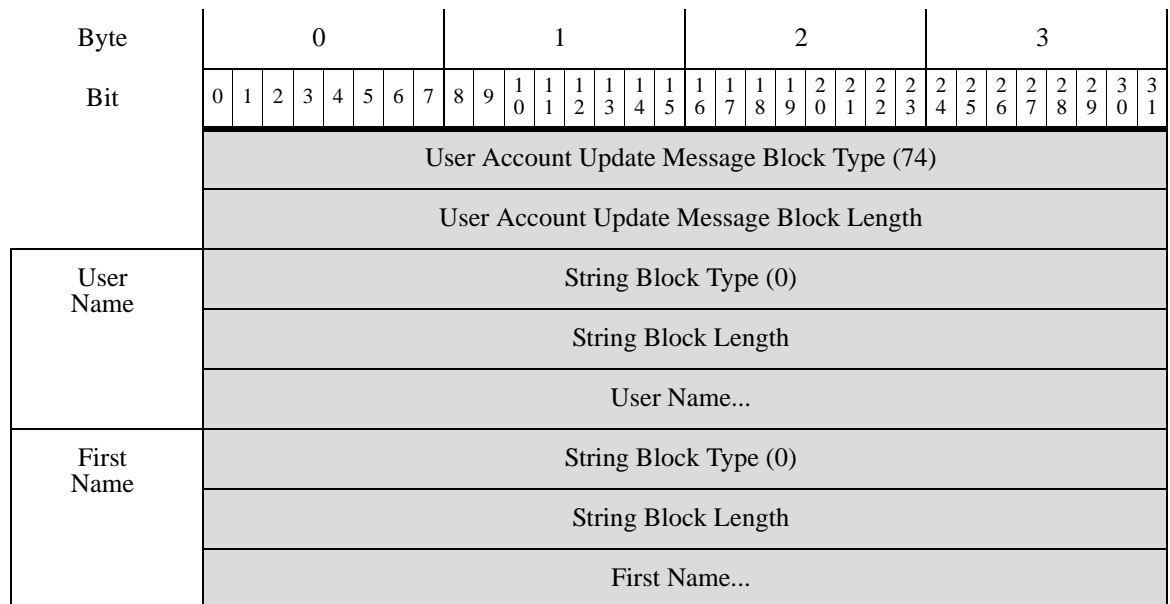 Byte 0 1 2 3
Bit 0 1 2 3 4 5 6 7 8 9 10 11 12 13 14 15 16 17 18 19 20 21 22 23 24 25 26 27 28 29 30 31
User Account Update Message Block Type (74)
User Account Update Message Block Length
User
Name
String Block Type (0)
String Block Length
User Name...
First
Name
String Block Type (0)
String Block Length
First Name...